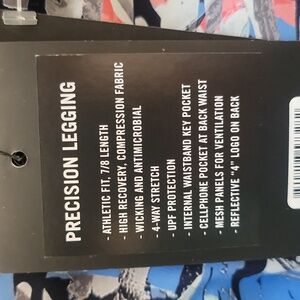 PRECISION LEGGING
- ATHLETIC FIT, 7/8 LENGTH
- HIGH RECOVERY, COMPRESSION FABRIC
- WICKING AND ANTIMICROBIAL
- 4-WAY STRETCH
- UPF PROTECTION
- INTERNAL WAISTBAND KEY POCKET
- CELLPHONE POCKET AT BACK WAIST
- MESH PANELS FOR VENTILATION
- REFLECTIVE "4" LOGO ON BACK